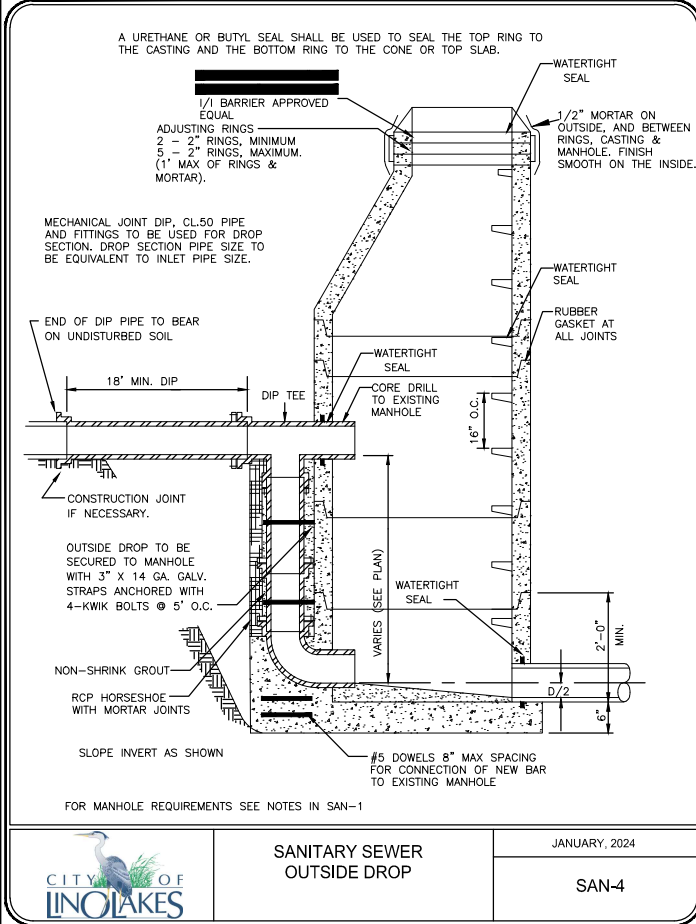 A URETHANE OR BUTYL SEAL SHALL BE USED TO SEAL THE TOP RING TO
THE CASTING AND THE BOTTOM RING TO THE CONE OR TOP SLAB.
WATERTIGHT
SEAL
I/I BARRIER APPROVED
EQUAL
ADJUSTING RINGS
2 – 2" RINGS, MINIMUM
5 – 2" RINGS, MAXIMUM.
(1' MAX OF RINGS &
MORTAR).
1/2" MORTAR ON
OUTSIDE, AND BETWEEN
RINGS, CASTING &
MANHOLE. FINISH
SMOOTH ON THE INSIDE.
MECHANICAL JOINT DIP, CL.50 PIPE
AND FITTINGS TO BE USED FOR DROP
SECTION. DROP SECTION PIPE SIZE TO
BE EQUIVALENT TO INLET PIPE SIZE.
WATERTIGHT
SEAL
END OF DIP PIPE TO BEAR
ON UNDISTURBED SOIL
RUBBER
GASKET AT
ALL JOINTS
WATERTIGHT
SEAL
18' MIN. DIP
DIP TEE
CORE DRILL
TO EXISTING
MANHOLE
16" O.C.
CONSTRUCTION JOINT
IF NECESSARY.
OUTSIDE DROP TO BE
SECURED TO MANHOLE
WITH 3" X 14 GA. GALV.
STRAPS ANCHORED WITH
4–KWIK BOLTS @ 5' O.C.
VARIES (SEE PLAN)
WATERTIGHT
SEAL
2'–0"
MIN.
NON–SHRINK GROUT
RCP HORSESHOE
WITH MORTAR JOINTS
D/2
6"
SLOPE INVERT AS SHOWN
#5 DOWELS 8" MAX SPACING
FOR CONNECTION OF NEW BAR
TO EXISTING MANHOLE
FOR MANHOLE REQUIREMENTS SEE NOTES IN SAN–1
CITY OF
LINO LAKES
SANITARY SEWER
OUTSIDE DROP
JANUARY, 2024
SAN-4